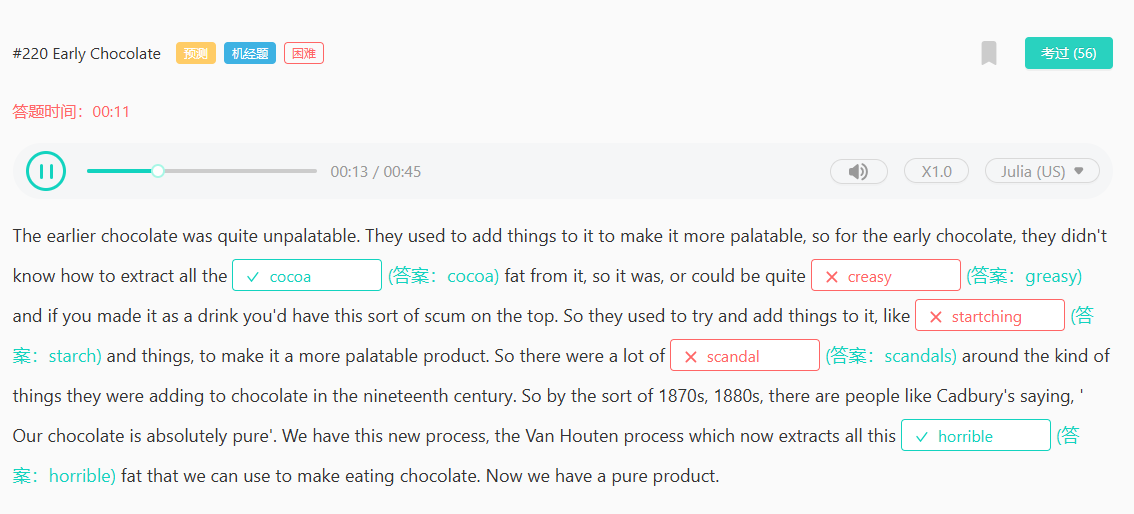 #220 Early Chocolate 预测 机经题 困难 考过 (56)
答题时间：00:11
00:13 / 00:45 X1.0 Julia (US)
The earlier chocolate was quite unpalatable. They used to add things to it to make it more palatable, so for the early chocolate, they didn't
know how to extract all the cocoa (答案：cocoa) fat from it, so it was, or could be quite creasy (答案：greasy)
and if you made it as a drink you'd have this sort of scum on the top. So they used to try and add things to it, like startching (答
案：starch) and things, to make it a more palatable product. So there were a lot of scandal (答案：scandals) around the kind of
things they were adding to chocolate in the nineteenth century. So by the sort of 1870s, 1880s, there are people like Cadbury's saying, '
Our chocolate is absolutely pure'. We have this new process, the Van Houten process which now extracts all this horrible (答
案：horrible) fat that we can use to make eating chocolate. Now we have a pure product.